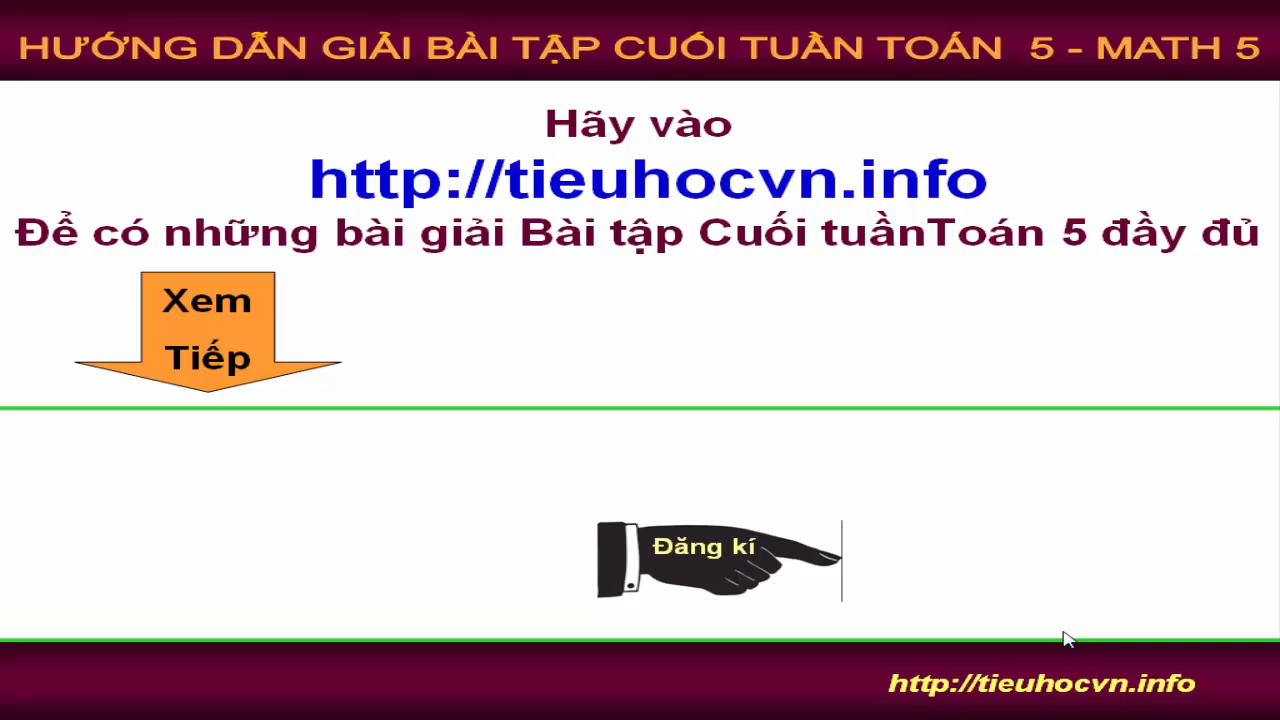 HƯỚNG DẪN GIẢI BÀI TẬP CUỐI TUẦN TOÁN 5 - MATH 5
Hãy vào
http://tieuhocvn.info
Để có những bài giải Bài tập Cuối tuầnToán 5 đầy đủ
Xem
Tiếp
Đăng kí
http://tieuhocvn.info